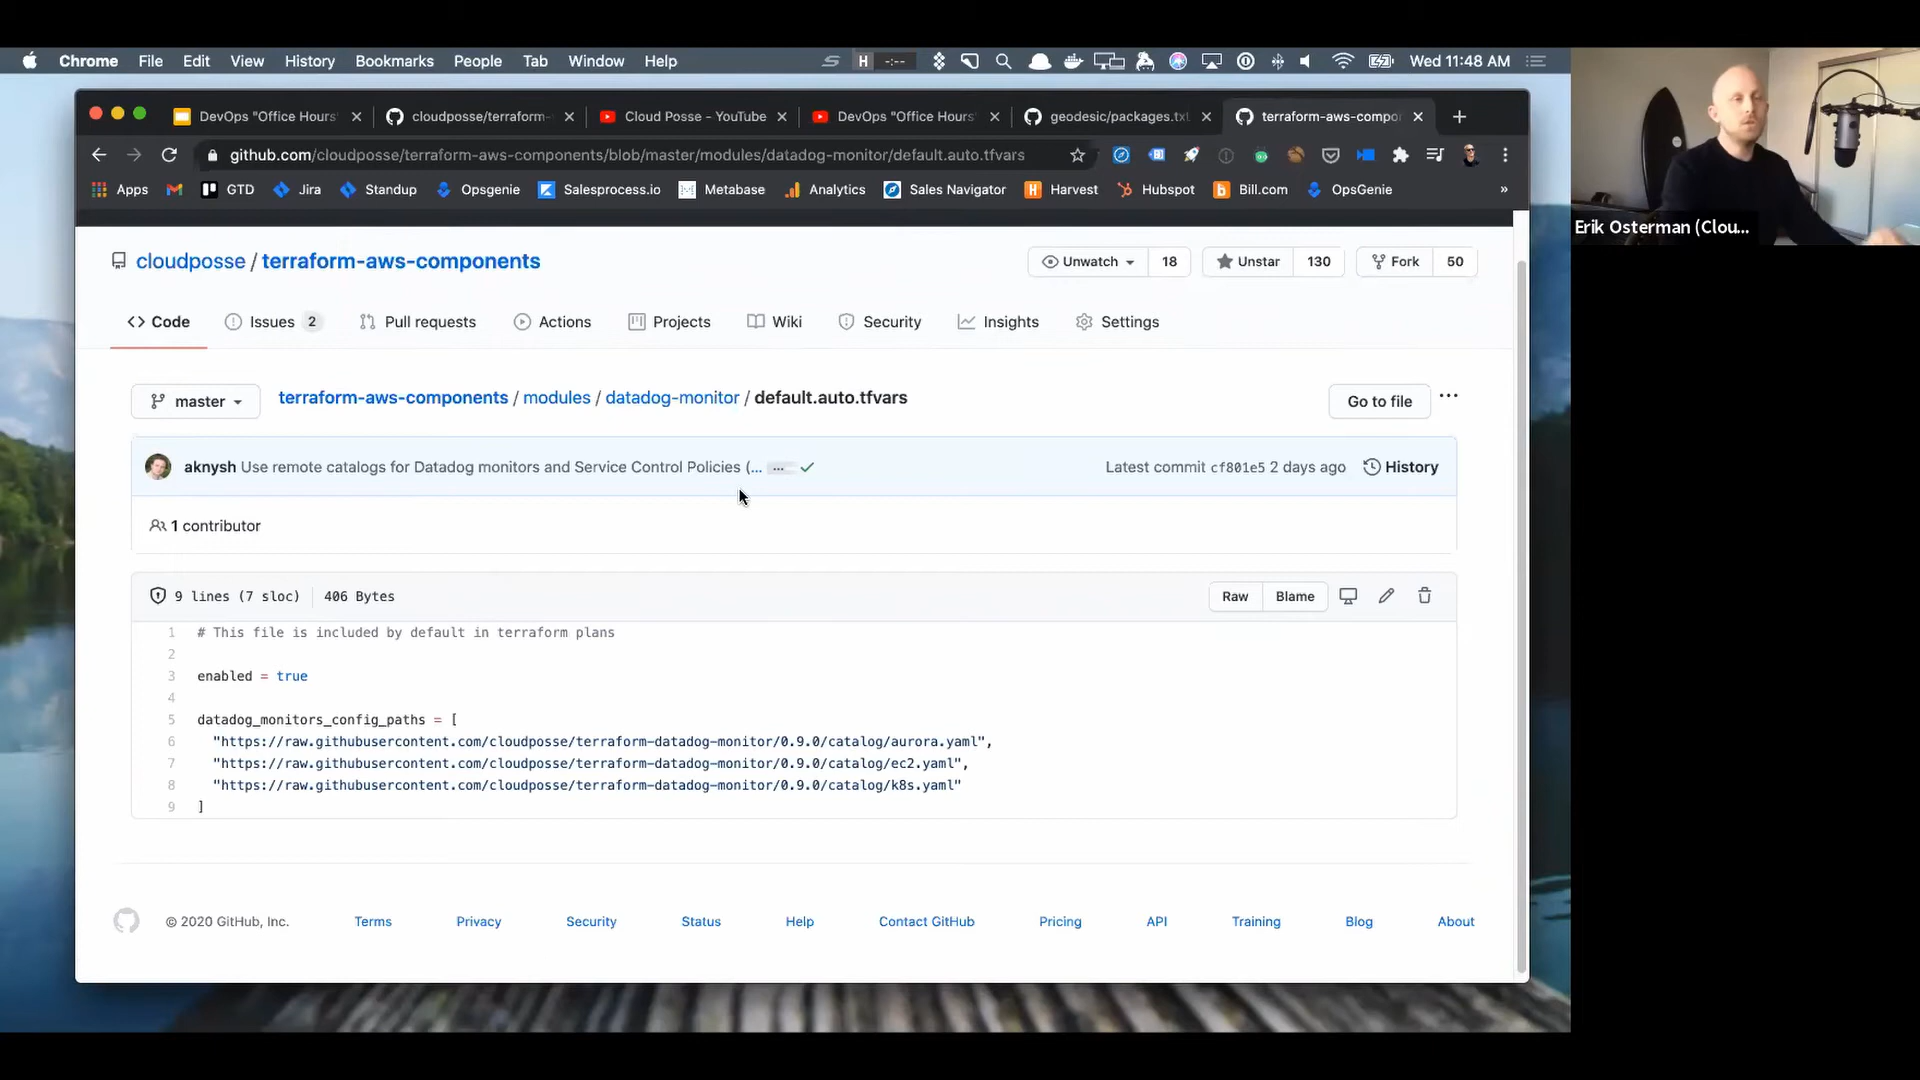 Chrome File Edit View History Bookmarks People Tab Window Help
H -:-- Wed 11:48 AM
DevOps "Office Hours" cloudposse/terraform- Cloud Posse - YouTube DevOps "Office Hours" geodesic/packages.txt terraform-aws-compo
github.com/cloudposse/terraform-aws-components/blob/master/modules/datadog-monitor/default.auto.tfvars
Apps GTD Jira Standup Opsgenie Salesprocess.io Metabase Analytics Sales Navigator Harvest Hubspot Bill.com OpsGenie »
Erik Osterman (Clou...
cloudposse / terraform-aws-components
Unwatch 18 Unstar 130 Fork 50
Code Issues 2 Pull requests Actions Projects Wiki Security Insights Settings
master terraform-aws-components / modules / datadog-monitor / default.auto.tfvars Go to file ...
aknysh Use remote catalogs for Datadog monitors and Service Control Policies (... ... Latest commit cf801e5 2 days ago History
1 contributor
9 lines (7 sloc) 406 Bytes Raw Blame
1 # This file is included by default in terraform plans
2
3 enabled = true
4
5 datadog_monitors_config_paths = [
6 "https://raw.githubusercontent.com/cloudposse/terraform-datadog-monitor/0.9.0/catalog/aurora.yaml",
7 "https://raw.githubusercontent.com/cloudposse/terraform-datadog-monitor/0.9.0/catalog/ec2.yaml",
8 "https://raw.githubusercontent.com/cloudposse/terraform-datadog-monitor/0.9.0/catalog/k8s.yaml"
9 ]
© 2020 GitHub, Inc. Terms Privacy Security Status Help Contact GitHub Pricing API Training Blog About